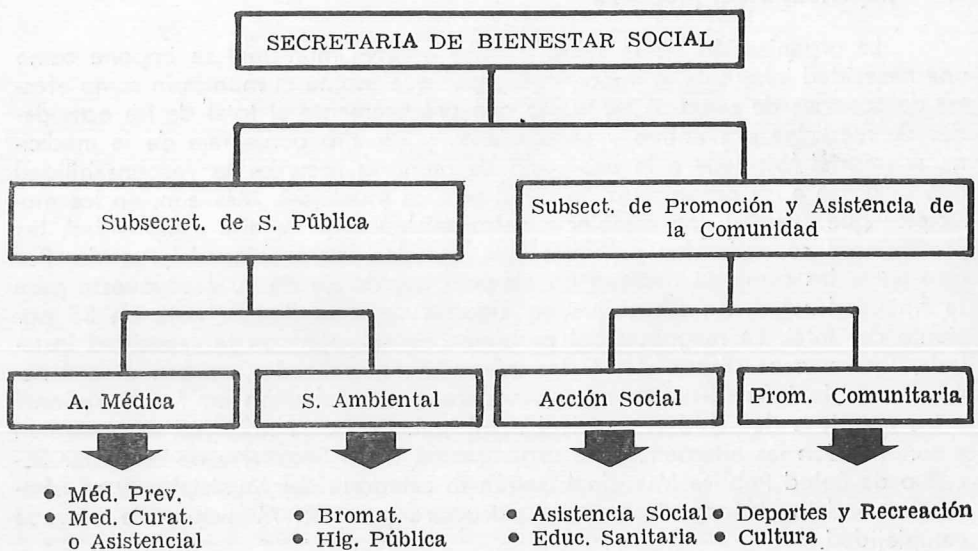 SECRETARIA DE BIENESTAR SOCIAL
Subsecret. de S. Pública
Subsect. de Promoción y Asistencia de
la Comunidad
A. Médica
S. Ambiental
Acción Social
Prom. Comunitaria
• Méd. Prev.
• Med. Curat.
o Asistencial
• Bromat.
• Hig. Pública
• Asistencia Social
• Educ. Sanitaria
• Deportes y Recreación
• Cultura